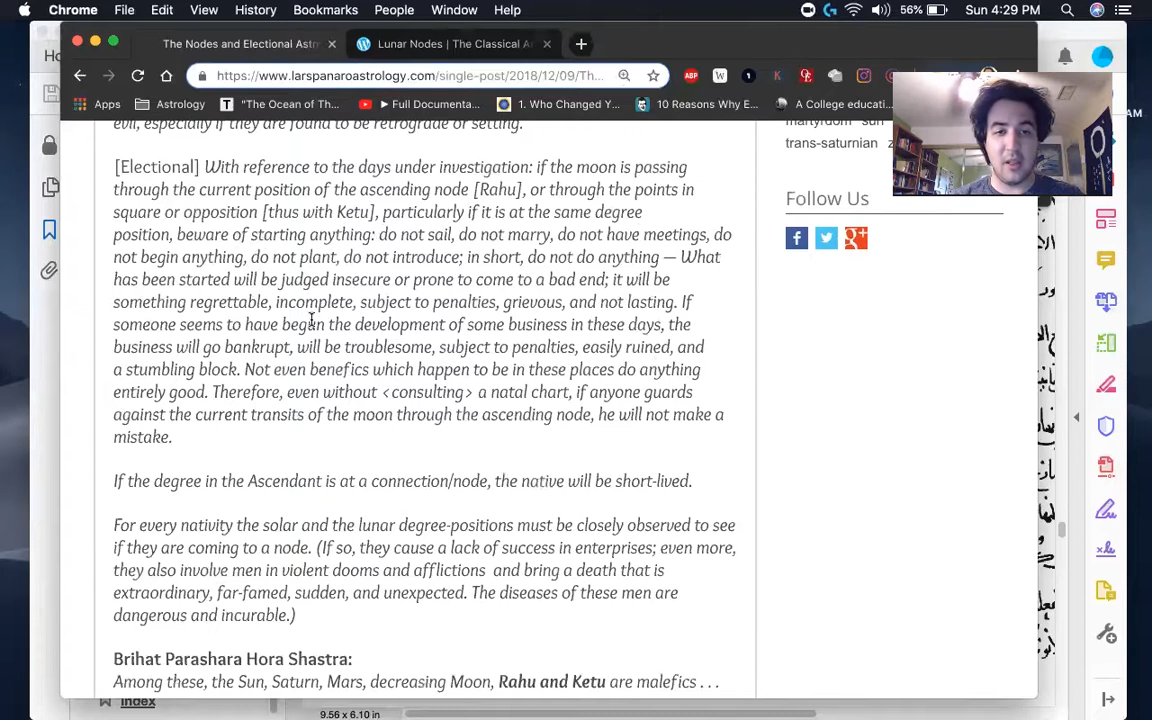 Chrome File Edit View History Bookmarks People Window Help 56% Sun 4:29 PM
The Nodes and Electional Astr Lunar Nodes | The Classical A
https://www.larspanaroastrology.com/single-post/2018/12/09/Th...
Apps Astrology "The Ocean of Th... Full Documenta... 1. Who Changed Y... 10 Reasons Why E... A College educati... AM
evil, especially if they are found to be retrograde or setting.
martyrdom sun
trans-saturnian
[Electional] With reference to the days under investigation: if the moon is passing
through the current position of the ascending node [Rahu], or through the points in
square or opposition [thus with Ketu], particularly if it is at the same degree
position, beware of starting anything: do not sail, do not marry, do not have meetings, do
not begin anything, do not plant, do not introduce; in short, do not do anything — What
has been started will be judged insecure or prone to come to a bad end; it will be
something regrettable, incomplete, subject to penalties, grievous, and not lasting. If
someone seems to have begun the development of some business in these days, the
business will go bankrupt, will be troublesome, subject to penalties, easily ruined, and
a stumbling block. Not even benefics which happen to be in these places do anything
entirely good. Therefore, even without <consulting> a natal chart, if anyone guards
against the current transits of the moon through the ascending node, he will not make a
mistake.
Follow Us
If the degree in the Ascendant is at a connection/node, the native will be short-lived.
For every nativity the solar and the lunar degree-positions must be closely observed to see
if they are coming to a node. (If so, they cause a lack of success in enterprises; even more,
they also involve men in violent dooms and afflictions and bring a death that is
extraordinary, far-famed, sudden, and unexpected. The diseases of these men are
dangerous and incurable.)
Brihat Parashara Hora Shastra:
Among these, the Sun, Saturn, Mars, decreasing Moon, Rahu and Ketu are malefics . . .
Index
9.56 x 6.10 in